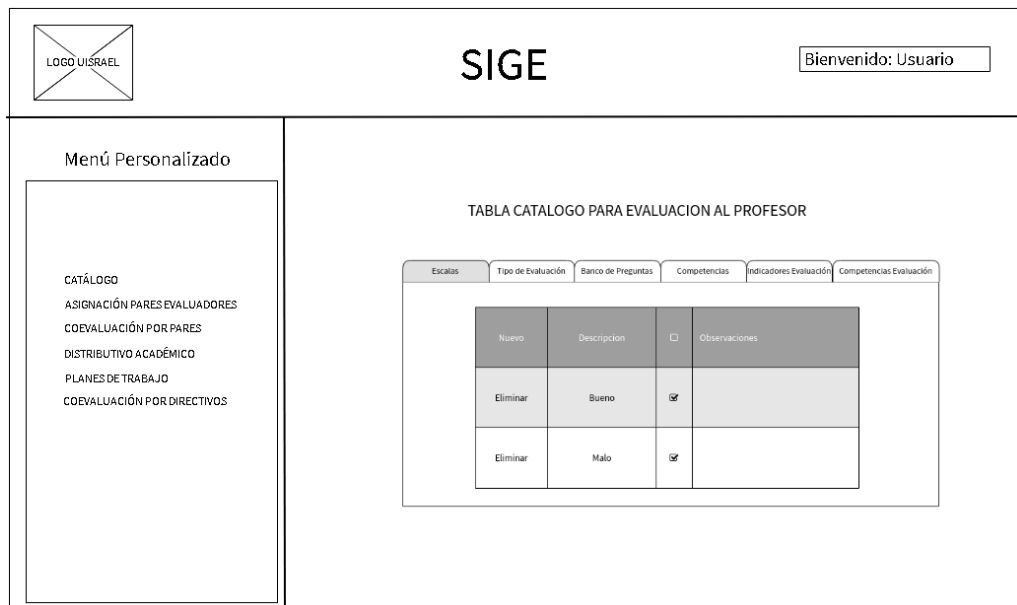 LOGO UISRAEL
SIGE
Bienvenido: Usuario
Menú Personalizado
CATÁLOGO
ASIGNACIÓN PARES EVALUADORES
COEVALUACIÓN POR PARES
DISTRIBUTIVO ACADÉMICO
PLANES DE TRABAJO
COEVALUACIÓN POR DIRECTIVOS
TABLA CATALOGO PARA EVALUACION AL PROFESOR
Escalas Tipo de Evaluación Banco de Preguntas Competencias Indicadores Evaluación Competencias Evaluación
Nuevo Descripcion Observaciones
Eliminar Bueno
Eliminar Malo